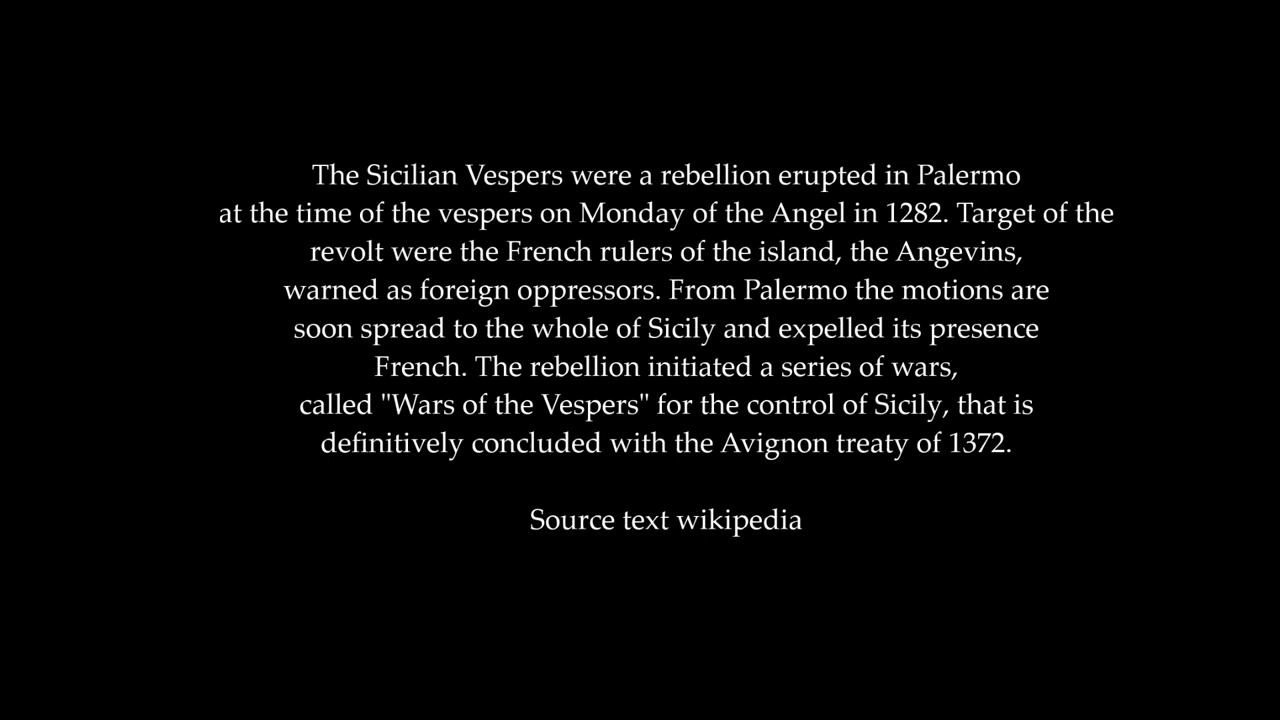 The Sicilian Vespers were a rebellion erupted in Palermo
at the time of the vespers on Monday of the Angel in 1282. Target of the
revolt were the French rulers of the island, the Angevins,
warned as foreign oppressors. From Palermo the motions are
soon spread to the whole of Sicily and expelled its presence
French. The rebellion initiated a series of wars,
called "Wars of the Vespers" for the control of Sicily, that is
definitively concluded with the Avignon treaty of 1372.
Source text wikipedia